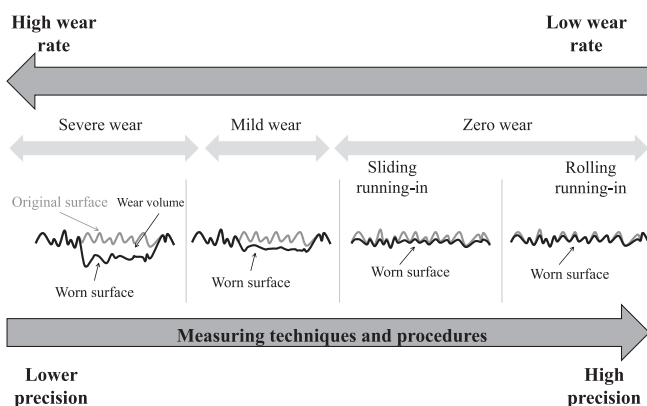 High wear
rate
Low wear
rate
Severe wear
Mild wear
Zero wear
Sliding
running-in
Rolling
running-in
Original surface
Wear volume
Worn surface
Worn surface
Worn surface
Worn surface
Measuring techniques and procedures
Lower
precision
High
precision